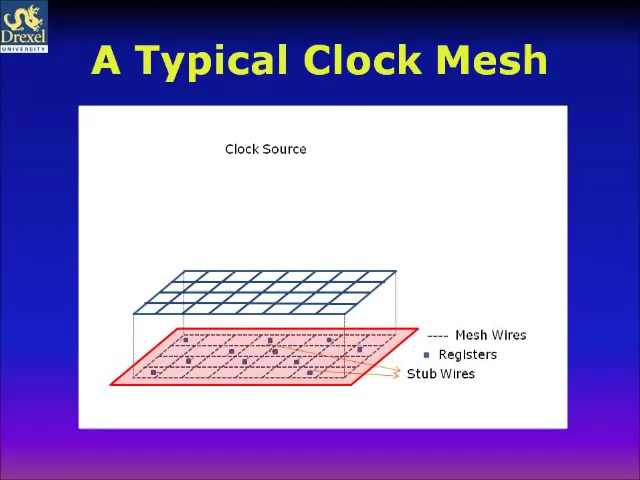 Drexel
UNIVERSITY
A Typical Clock Mesh
Clock Source
---- Mesh Wires
Registers
Stub Wires